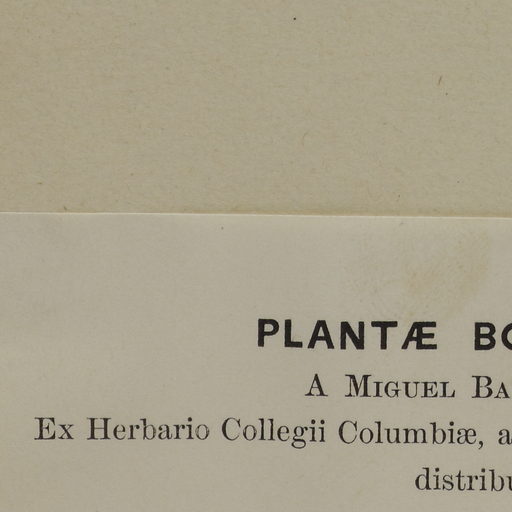 PLANTÆ BO
A MIGUEL BA
Ex Herbario Collegii Columbiæ, a
distribu